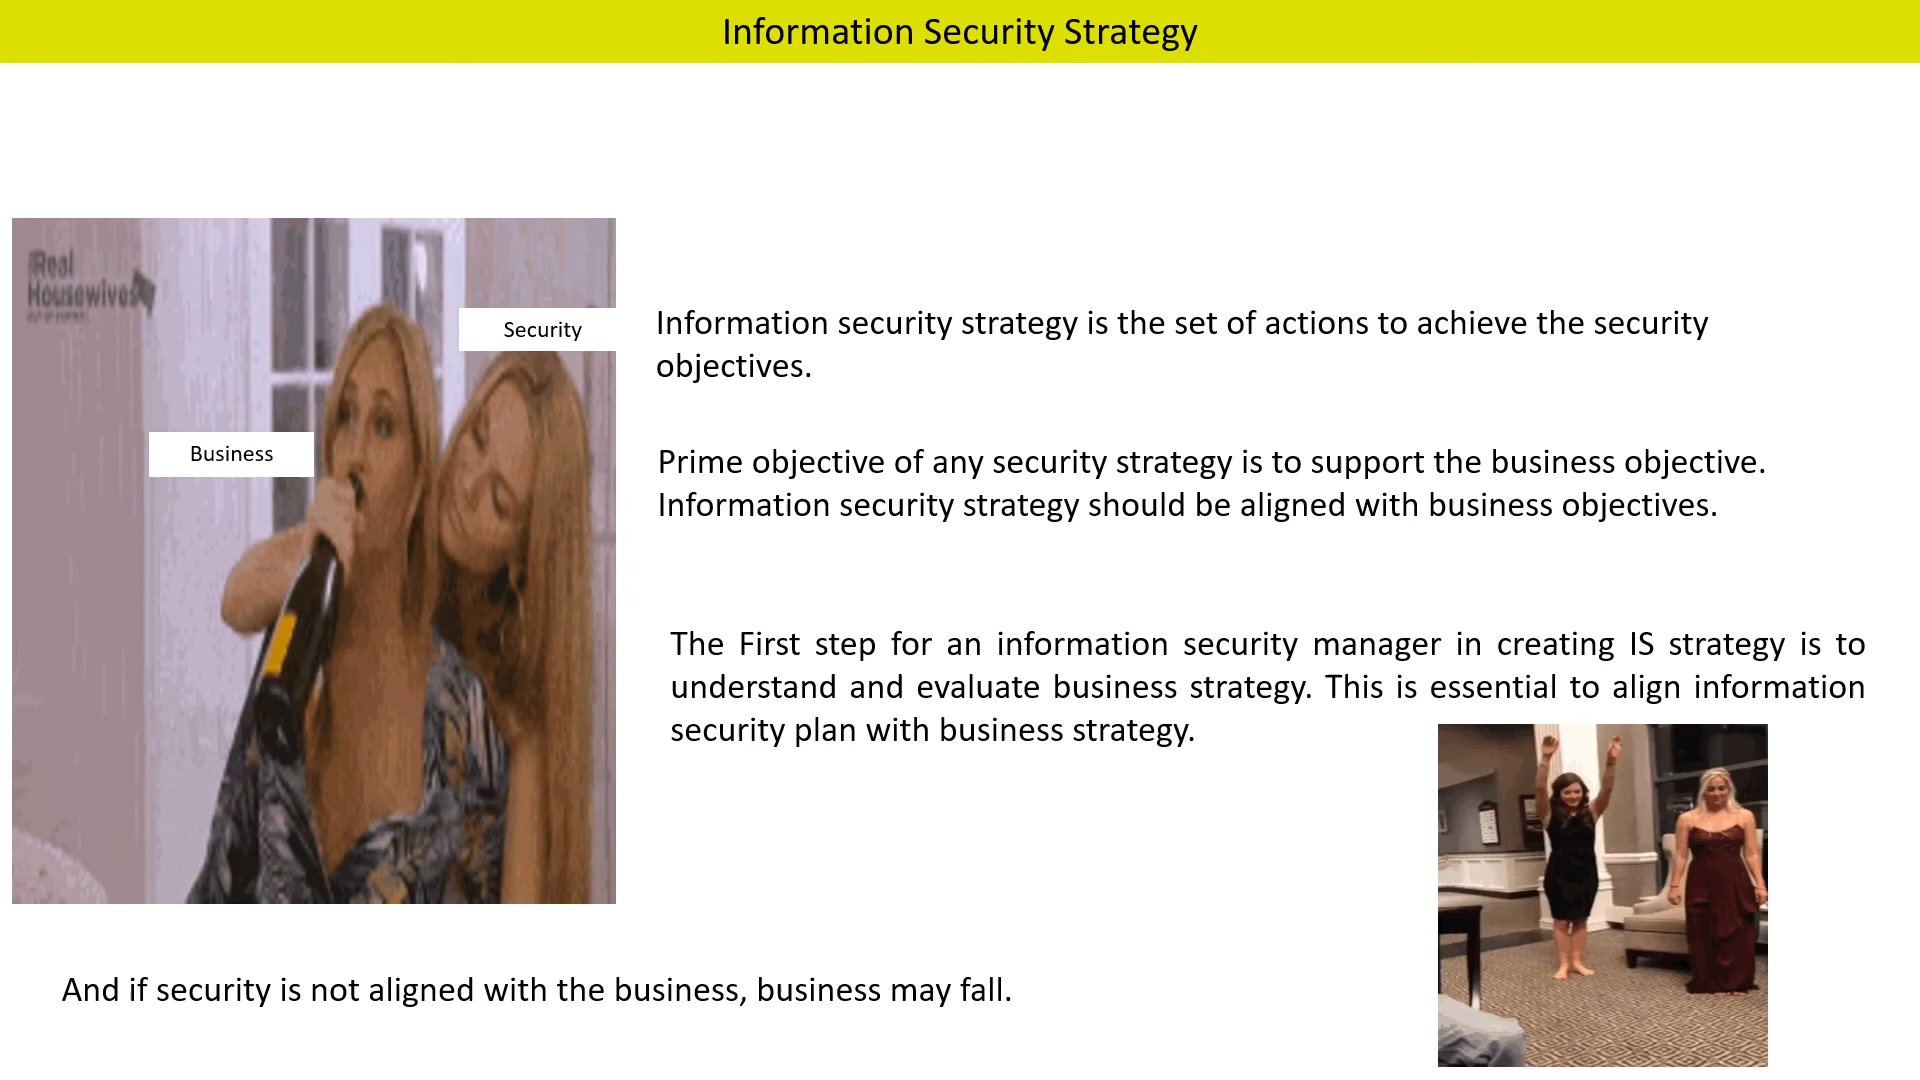 Information Security Strategy
Real
Housewives
Security
Business
Information security strategy is the set of actions to achieve the security
objectives.
Prime objective of any security strategy is to support the business objective.
Information security strategy should be aligned with business objectives.
The First step for an information security manager in creating IS strategy is to
understand and evaluate business strategy. This is essential to align information
security plan with business strategy.
And if security is not aligned with the business, business may fall.